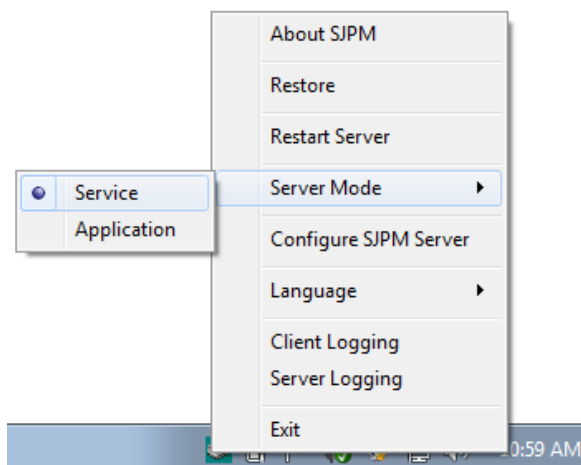 About SJPM
Restore
Restart Server
Server Mode
Service
Application
Configure SJPM Server
Language
Client Logging
Server Logging
Exit
0:59 AM